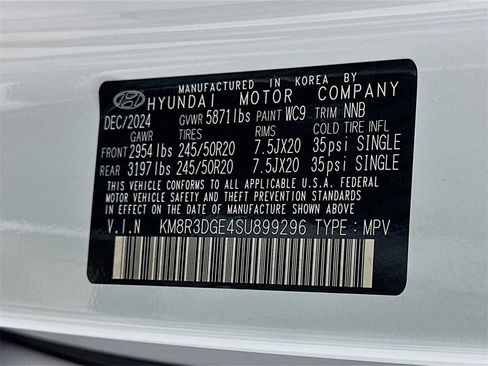 MANUFACTURED IN KOREA BY
HYUNDAI MOTOR COMPANY
DEC/2024 GVWR 5871lbs PAINT WC9 TRIM NNB
GAWR TIRES RIMS COLD TIRE INFL
FRONT 2954lbs 245/50R20 7.5JX20 35psi SINGLE
REAR 3197lbs 245/50R20 7.5JX20 35psi SINGLE
THIS VEHICLE CONFORMS TO ALL APPLICABLE U.S.A. FEDERAL
MOTOR VEHICLE SAFETY AND THEFT PREVENTION STANDARDS
IN EFFECT ON THE DATE OF MANUFACTURE SHOWN ABOVE
V.I.N KM8R3DGE4SU899296 TYPE : MPV